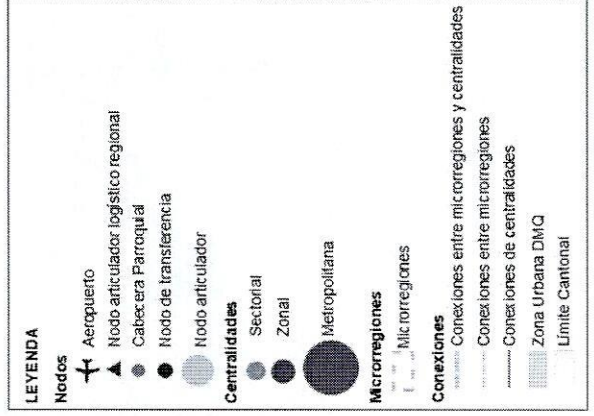 LEYENDA
Nodos
Aeropuerto
Nodo articulador logístico regional
Cabecera Parroquial
Nodo de transferencia
Nodo articulador
Centralidades
Sectorial
Zonal
Metropolitana
Microrregiones
Microrregiones
Conexiones
Conexiones entre microrregiones y centralidades
Conexiones entre microrregiones
Conexiones de centralidades
Zona Urbana DMQ
Límite Cantonal